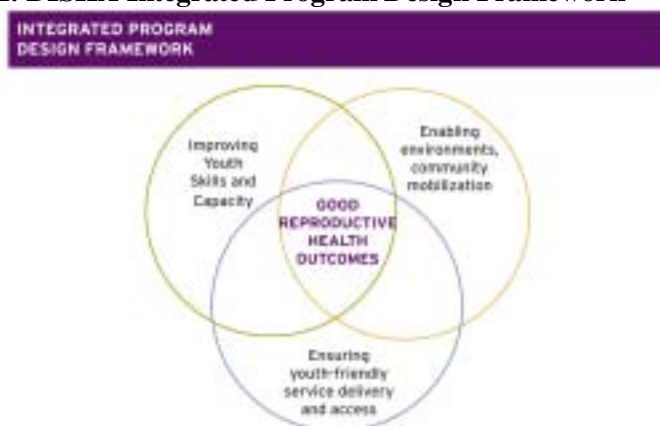 INTEGRATED PROGRAM
DESIGN FRAMEWORK
Improving
Youth
Skills and
Capacity
Enabling
environments,
community
mobilization
GOOD
REPRODUCTIVE
HEALTH
OUTCOMES
Ensuring
youth-friendly
service delivery
and access